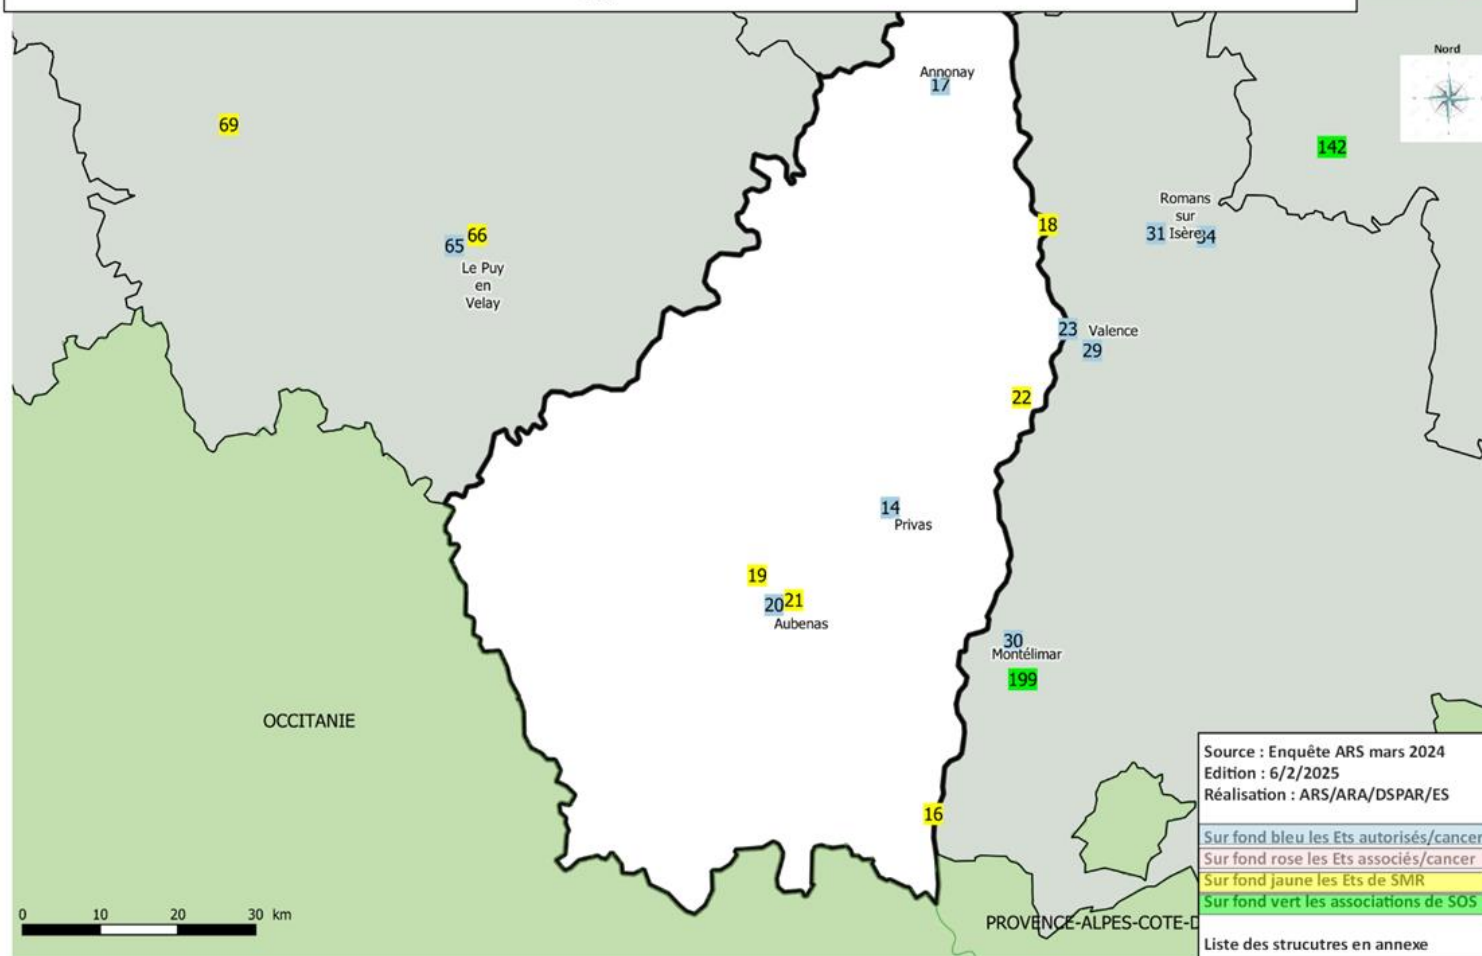 Nord
Annonay
17
69
142
Romans
sur
Isère
31
34
18
65
66
Le Puy
en
Velay
23
Valence
29
22
14
Privas
19
20
21
Aubenas
30
Montélimar
199
OCCITANIE
16
PROVENCE-ALPES-COTE-D
0 10 20 30 km
Source : Enquête ARS mars 2024
Edition : 6/2/2025
Réalisation : ARS/ARA/DSPAR/ES
Sur fond bleu les Ets autorisés/cancer
Sur fond rose les Ets associés/cancer
Sur fond jaune les Ets de SMR
Sur fond vert les associations de SOS
Liste des strucutres en annexe